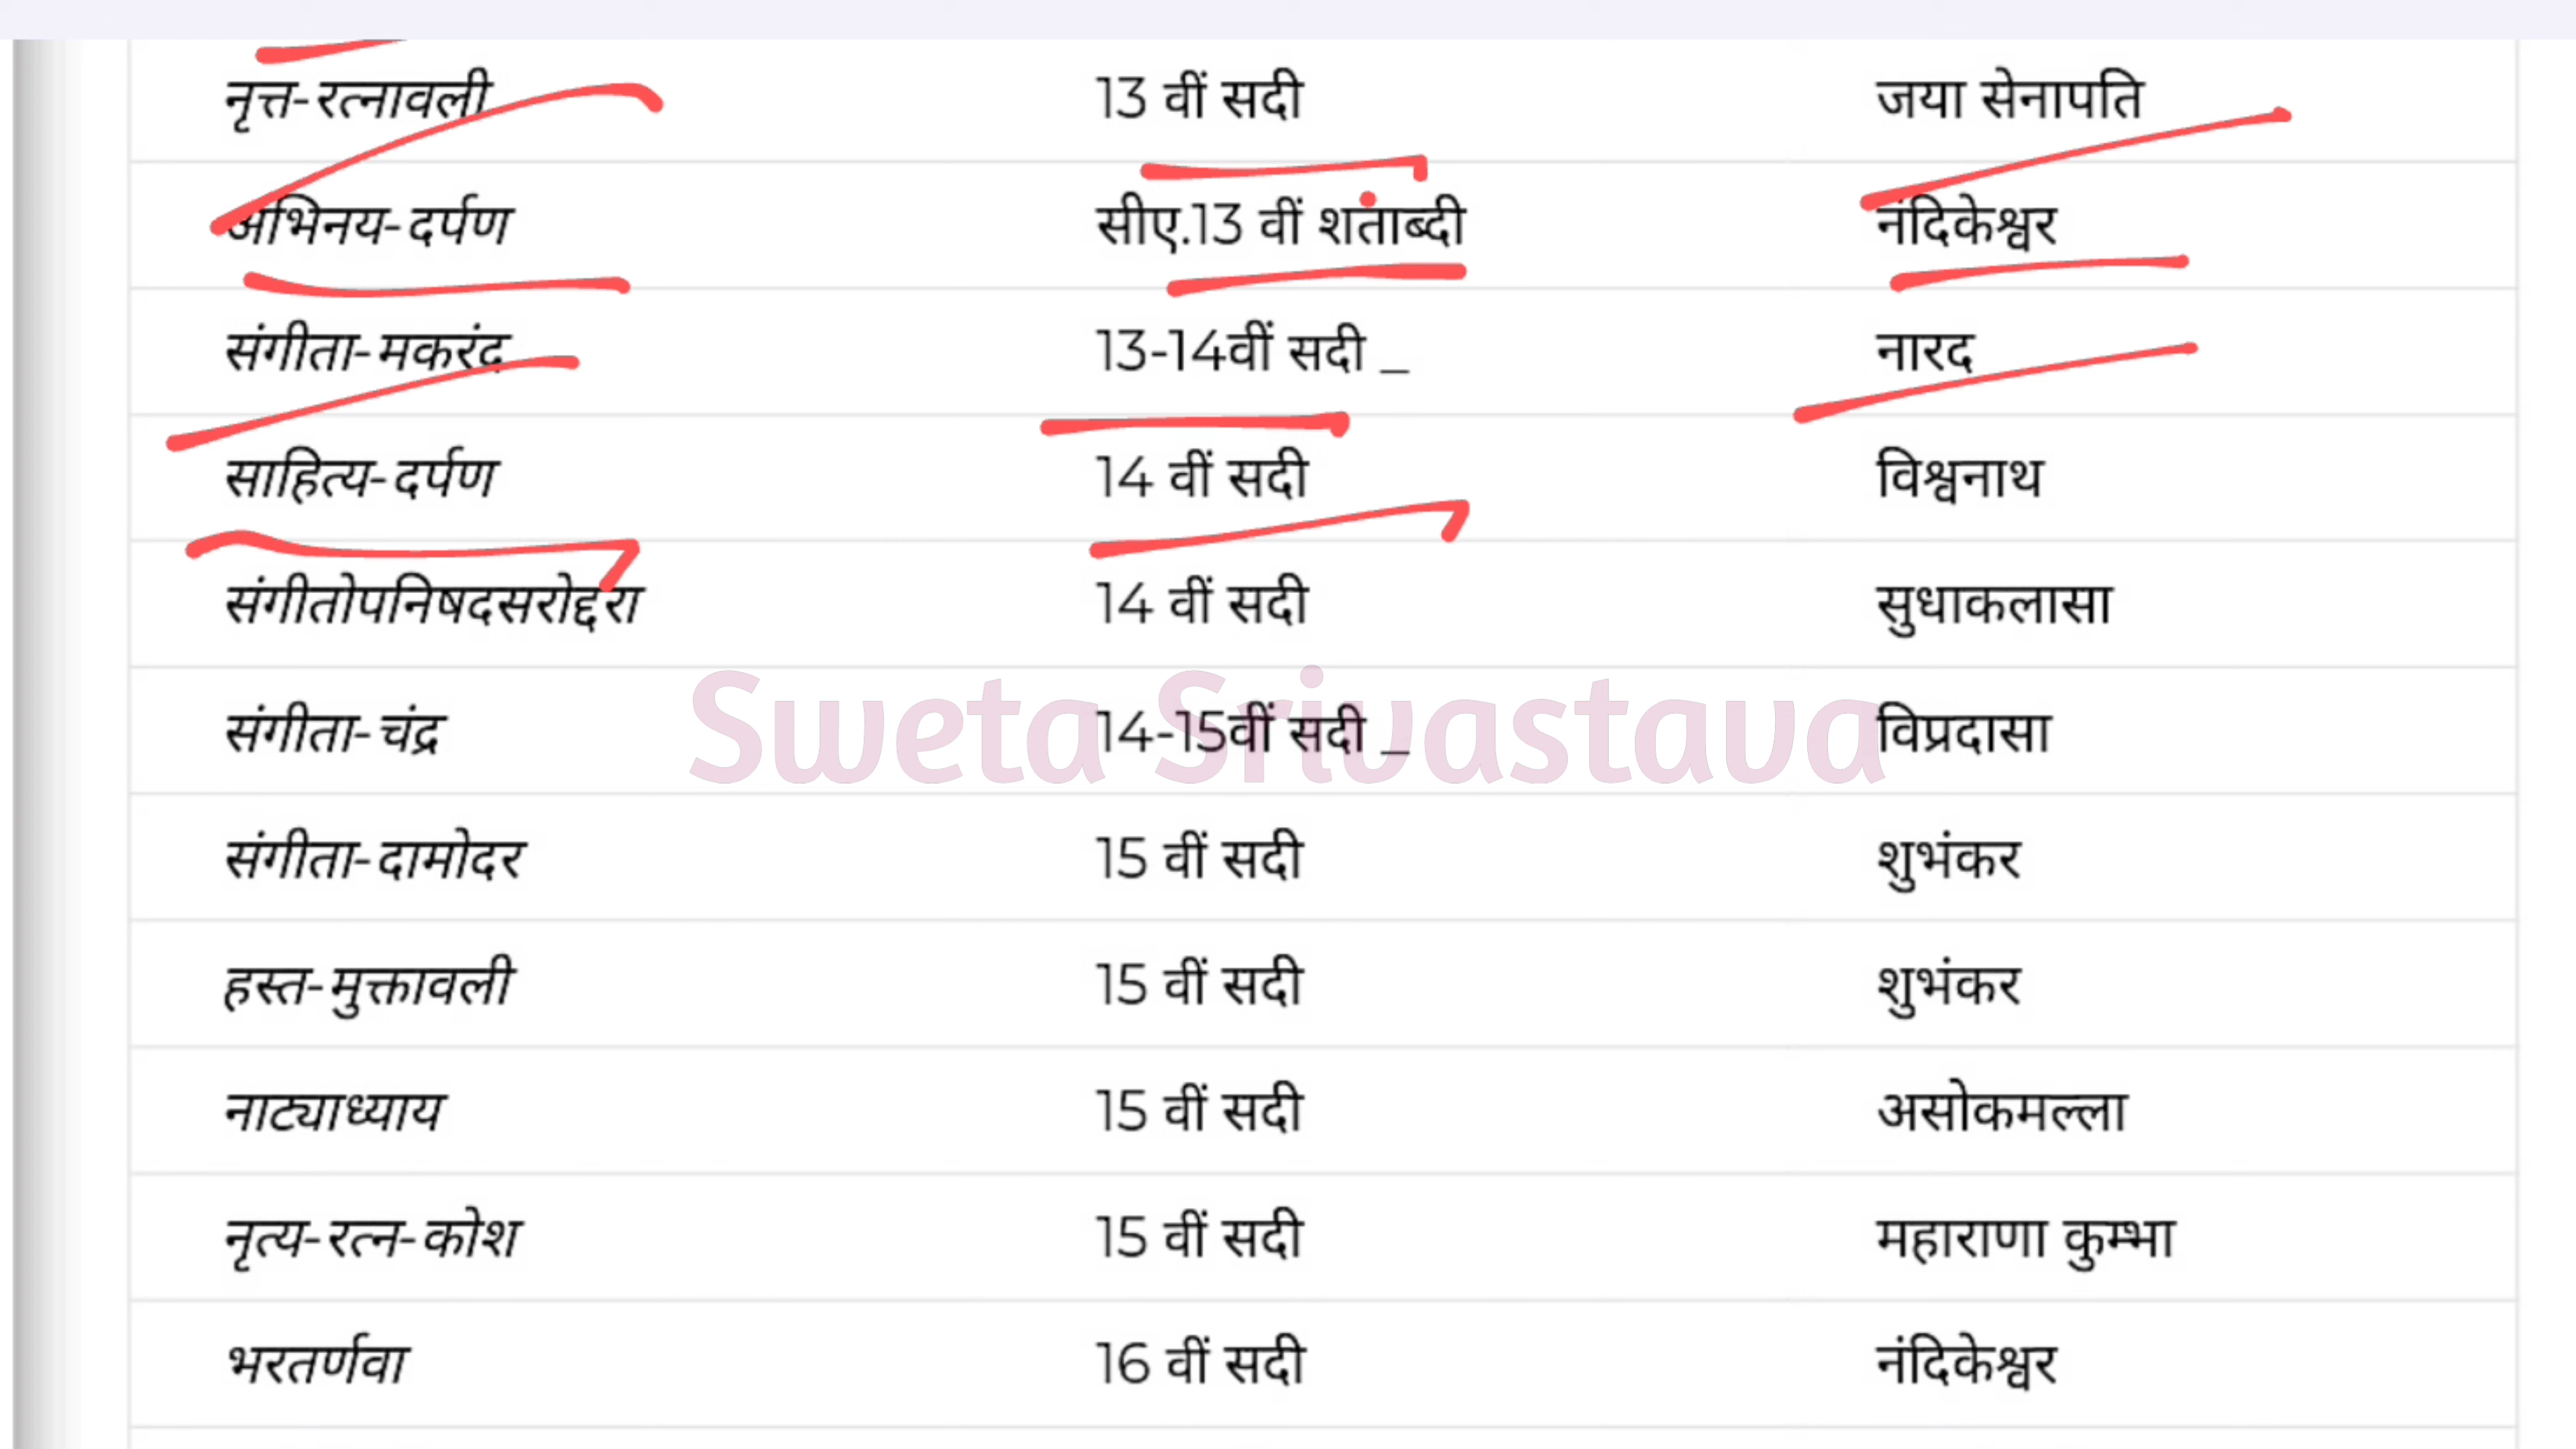 नृत्त-रत्नावली 13 वीं सदी जया सेनापति
अभिनय-दर्पण सीए.13 वीं शताब्दी नंदिकेश्वर
संगीता-मकरंद 13-14वीं सदी _ नारद
साहित्य-दर्पण 14 वीं सदी विश्वनाथ
संगीतोपनिषदसरोद्दरा 14 वीं सदी सुधाकलासा
संगीता-चंद्र 14-15वीं सदी _ विप्रदासा
Sweta Srivastava
संगीता-दामोदर 15 वीं सदी शुभंकर
हस्त-मुक्तावली 15 वीं सदी शुभंकर
नाट्याध्याय 15 वीं सदी असोकमल्ला
नृत्य-रत्न-कोश 15 वीं सदी महाराणा कुम्भा
भरतर्णवा 16 वीं सदी नंदिकेश्वर